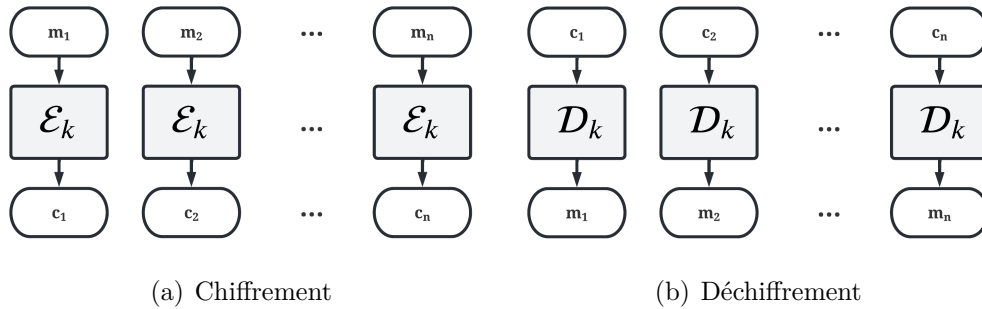 m₁ m₂ ... mₙ c₁ c₂ ... cₙ
ℰₖ ℰₖ ... ℰₖ 𝒟ₖ 𝒟ₖ ... 𝒟ₖ
c₁ c₂ ... cₙ m₁ m₂ ... mₙ
(a) Chiffrement (b) Déchiffrement